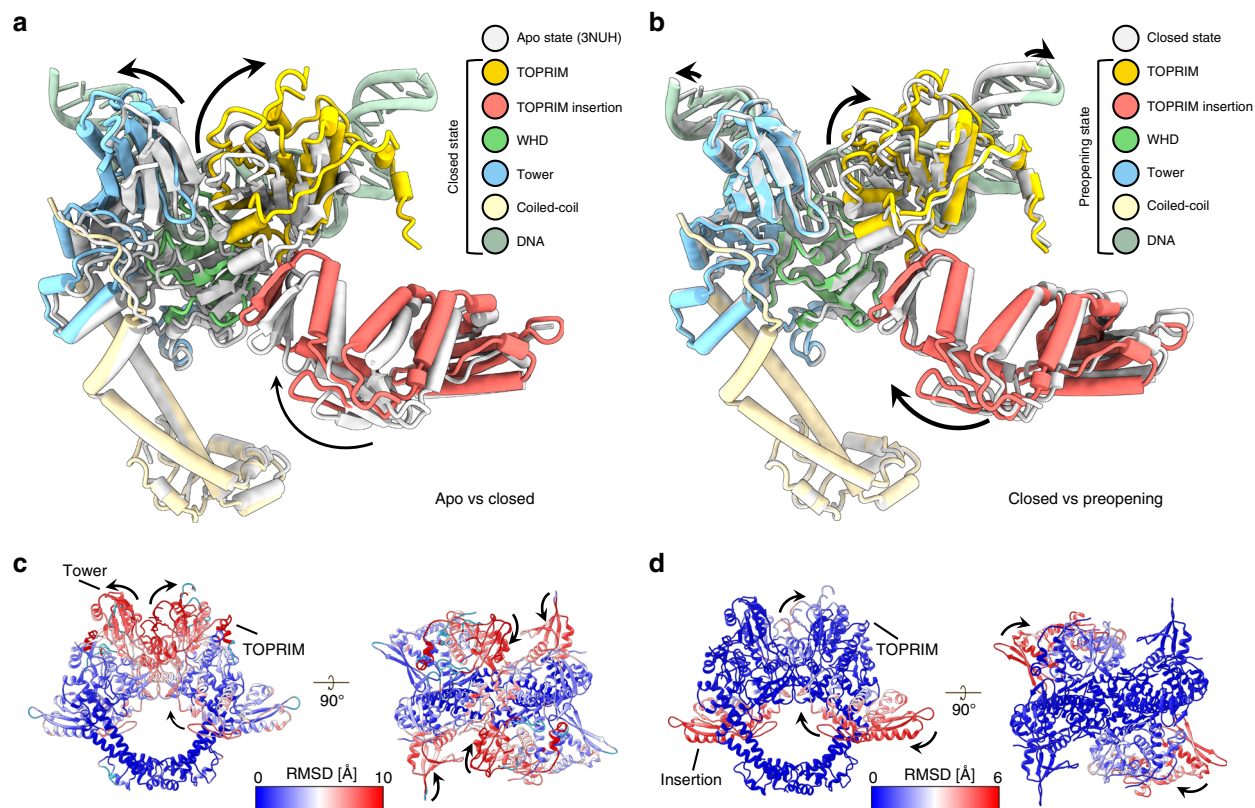 a
Apo state (3NUH)
TOPRIM
TOPRIM insertion
WHD
Tower
Coiled-coil
DNA
Closed state
Apo vs closed
b
Closed state
TOPRIM
TOPRIM insertion
WHD
Tower
Coiled-coil
DNA
Preopening state
Closed vs preopening
c
Tower
TOPRIM
90°
0 RMSD [Å] 10
d
TOPRIM
Insertion
90°
0 RMSD [Å] 6